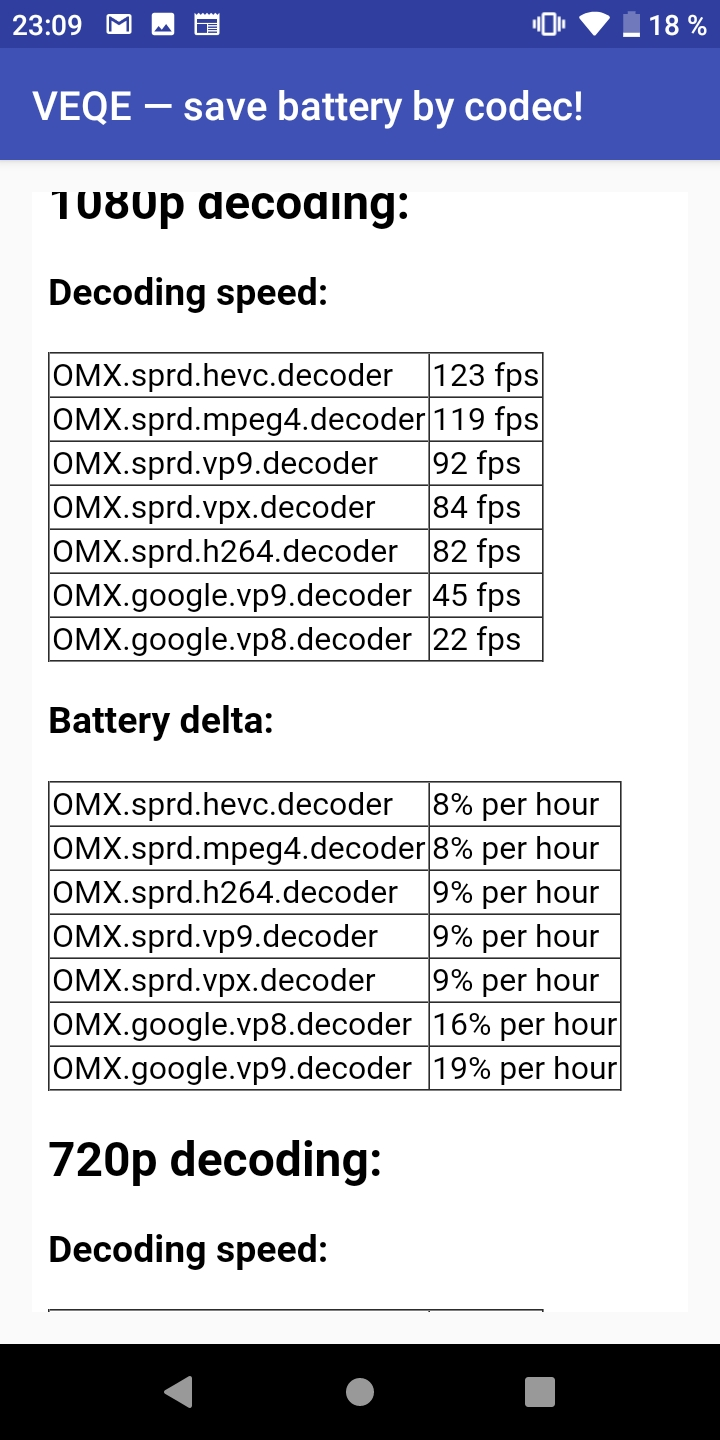 23:09 18 %
VEQE — save battery by codec!
1080p decoding:
Decoding speed:
OMX.sprd.hevc.decoder 123 fps
OMX.sprd.mpeg4.decoder 119 fps
OMX.sprd.vp9.decoder 92 fps
OMX.sprd.vpx.decoder 84 fps
OMX.sprd.h264.decoder 82 fps
OMX.google.vp9.decoder 45 fps
OMX.google.vp8.decoder 22 fps
Battery delta:
OMX.sprd.hevc.decoder 8% per hour
OMX.sprd.mpeg4.decoder 8% per hour
OMX.sprd.h264.decoder 9% per hour
OMX.sprd.vp9.decoder 9% per hour
OMX.sprd.vpx.decoder 9% per hour
OMX.google.vp8.decoder 16% per hour
OMX.google.vp9.decoder 19% per hour
720p decoding:
Decoding speed: